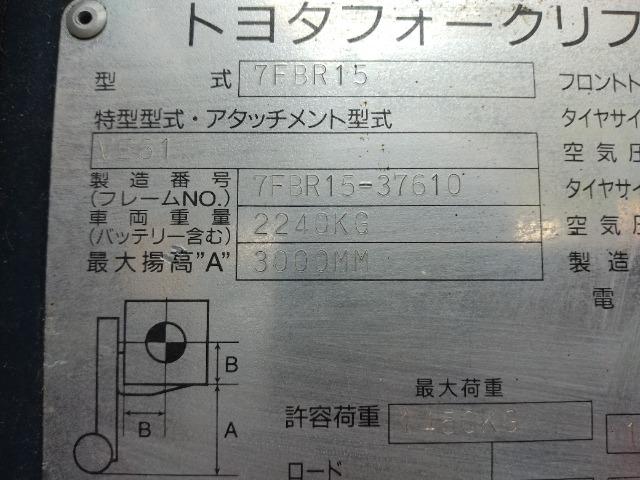 トヨタフォークリフ
型式 7FBR15
フロントト
特型型式・アタッチメント型式
タイヤサイ
空気圧
製造番号 7FBR15-37610
(フレームNO.)
タイヤサイ
車両重量 2240KG
(バッテリー含む)
空気圧
最大揚高"A" 3000MM
製造
電
B
B
A
最大荷重
許容荷重
ロード